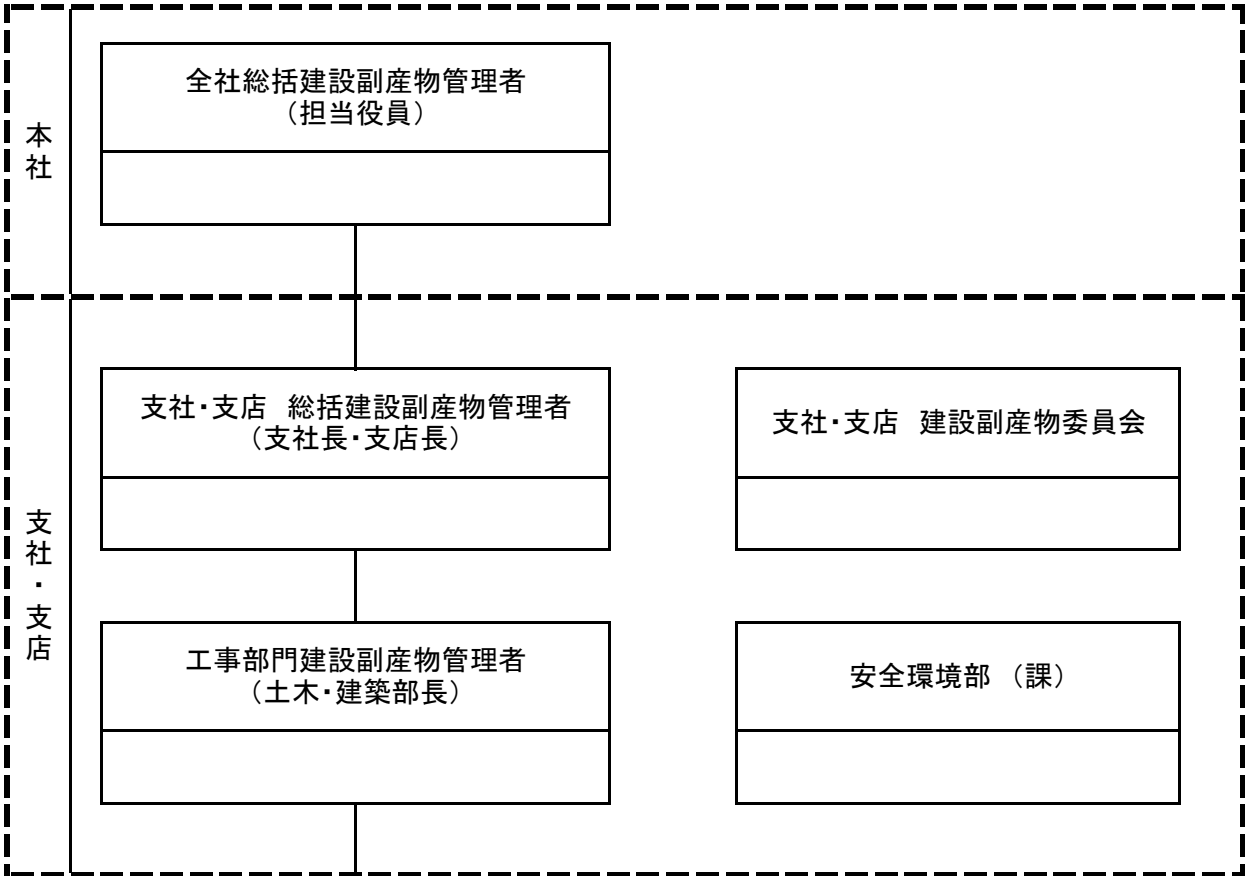 本社
全社総括建設副産物管理者
（担当役員）
支社・支店
支社・支店　総括建設副産物管理者
（支社長・支店長）
支社・支店　建設副産物委員会
工事部門建設副産物管理者
（土木・建築部長）
安全環境部　（課）